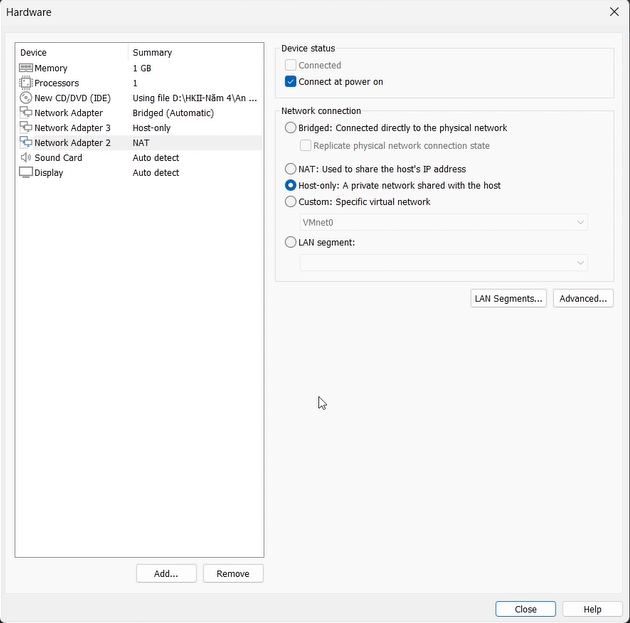 Hardware
Device Summary
Memory 1 GB
Processors 1
New CD/DVD (IDE) Using file D:\HKII-Năm 4\An ...
Network Adapter Bridged (Automatic)
Network Adapter 3 Host-only
Network Adapter 2 NAT
Sound Card Auto detect
Display Auto detect
Add... Remove
Device status
Connected
Connect at power on
Network connection
Bridged: Connected directly to the physical network
Replicate physical network connection state
NAT: Used to share the host's IP address
Host-only: A private network shared with the host
Custom: Specific virtual network
VMnet0
LAN segment:
LAN Segments... Advanced...
Close Help